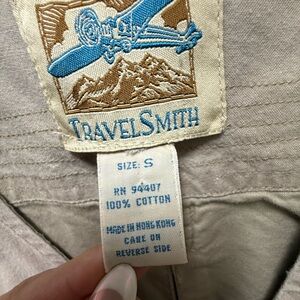 TRAVELSMITH
SIZE: S
RN 94407
100% COTTON
MADE IN HONG KONG
CARE ON
REVERSE SIDE